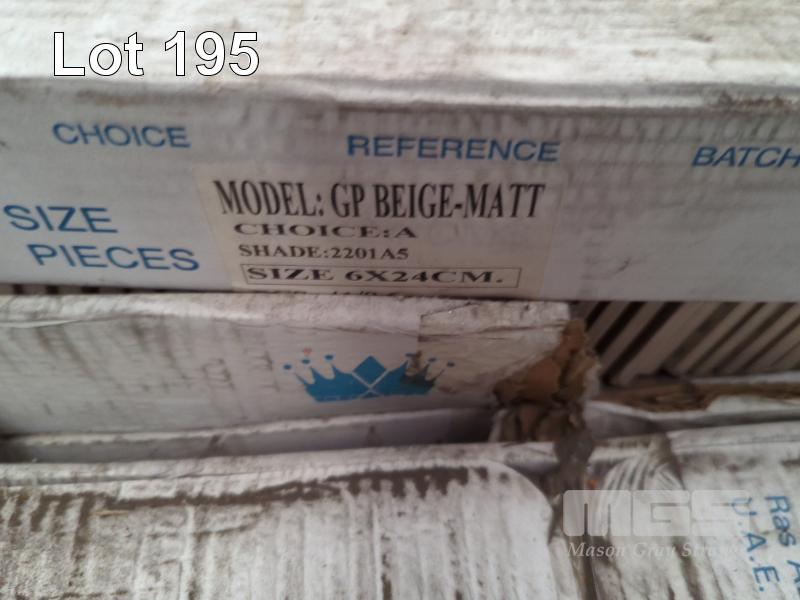 Lot 195
CHOICE REFERENCE BATCH
SIZE
PIECES
MODEL: GP BEIGE-MATT
CHOICE:A
SHADE:2201A5
SIZE 6X24CM.
MGS
Mason Gray
Ras
U.A.E.